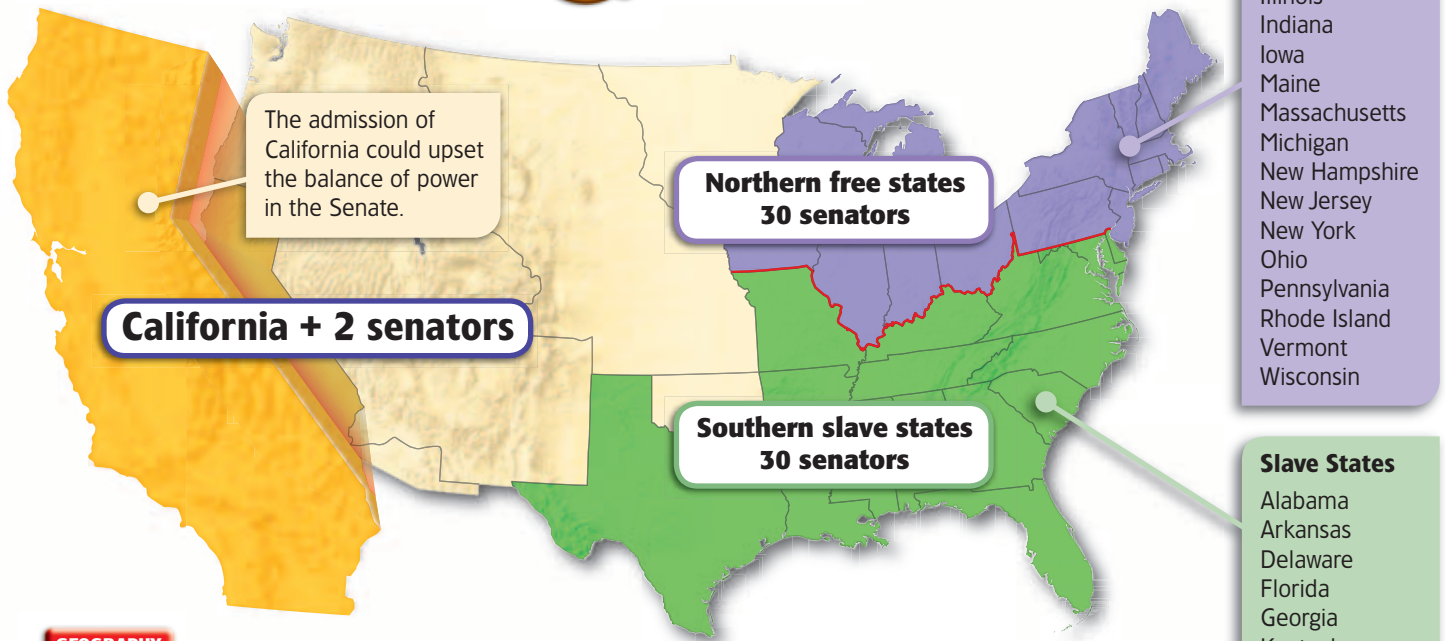 The admission of
California could upset
the balance of power
in the Senate.
California + 2 senators
Northern free states
30 senators
Southern slave states
30 senators
Illinois
Indiana
Iowa
Maine
Massachusetts
Michigan
New Hampshire
New Jersey
New York
Ohio
Pennsylvania
Rhode Island
Vermont
Wisconsin
Slave States
Alabama
Arkansas
Delaware
Florida
Georgia
GEOGRAPHY